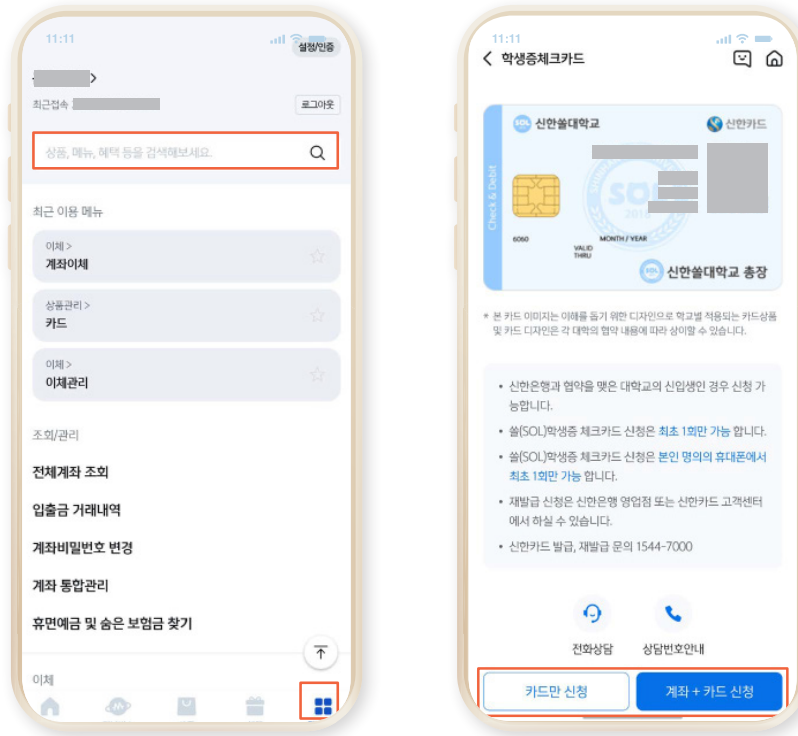 11:11
설정/인증
최근접속
로그아웃
상품, 메뉴, 혜택 등을 검색해보세요.
최근 이용 메뉴
이체 >
계좌이체
상품관리 >
카드
이체 >
이체관리
조회/관리
전체계좌 조회
입출금 거래내역
계좌비밀번호 변경
계좌 통합관리
휴면예금 및 숨은 보험금 찾기
이체
11:11
학생증체크카드
SOL 신한쏠대학교
신한카드
Check & Debit
SOL
2018
6060
MONTH / YEAR
VALID
THRU
SOL 신한쏠대학교 총장
* 본 카드 이미지는 이해를 돕기 위한 디자인으로 학교별 적용되는 카드상품
및 카드 디자인은 각 대학의 협약 내용에 따라 상이할 수 있습니다.
• 신한은행과 협약을 맺은 대학교의 신입생인 경우 신청 가
능합니다.
• 쏠(SOL)학생증 체크카드 신청은 최초 1회만 가능 합니다.
• 쏠(SOL)학생증 체크카드 신청은 본인 명의의 휴대폰에서
최초 1회만 가능 합니다.
• 재발급 신청은 신한은행 영업점 또는 신한카드 고객센터
에서 하실 수 있습니다.
• 신한카드 발급, 재발급 문의 1544-7000
전화상담
상담번호안내
카드만 신청
계좌 + 카드 신청